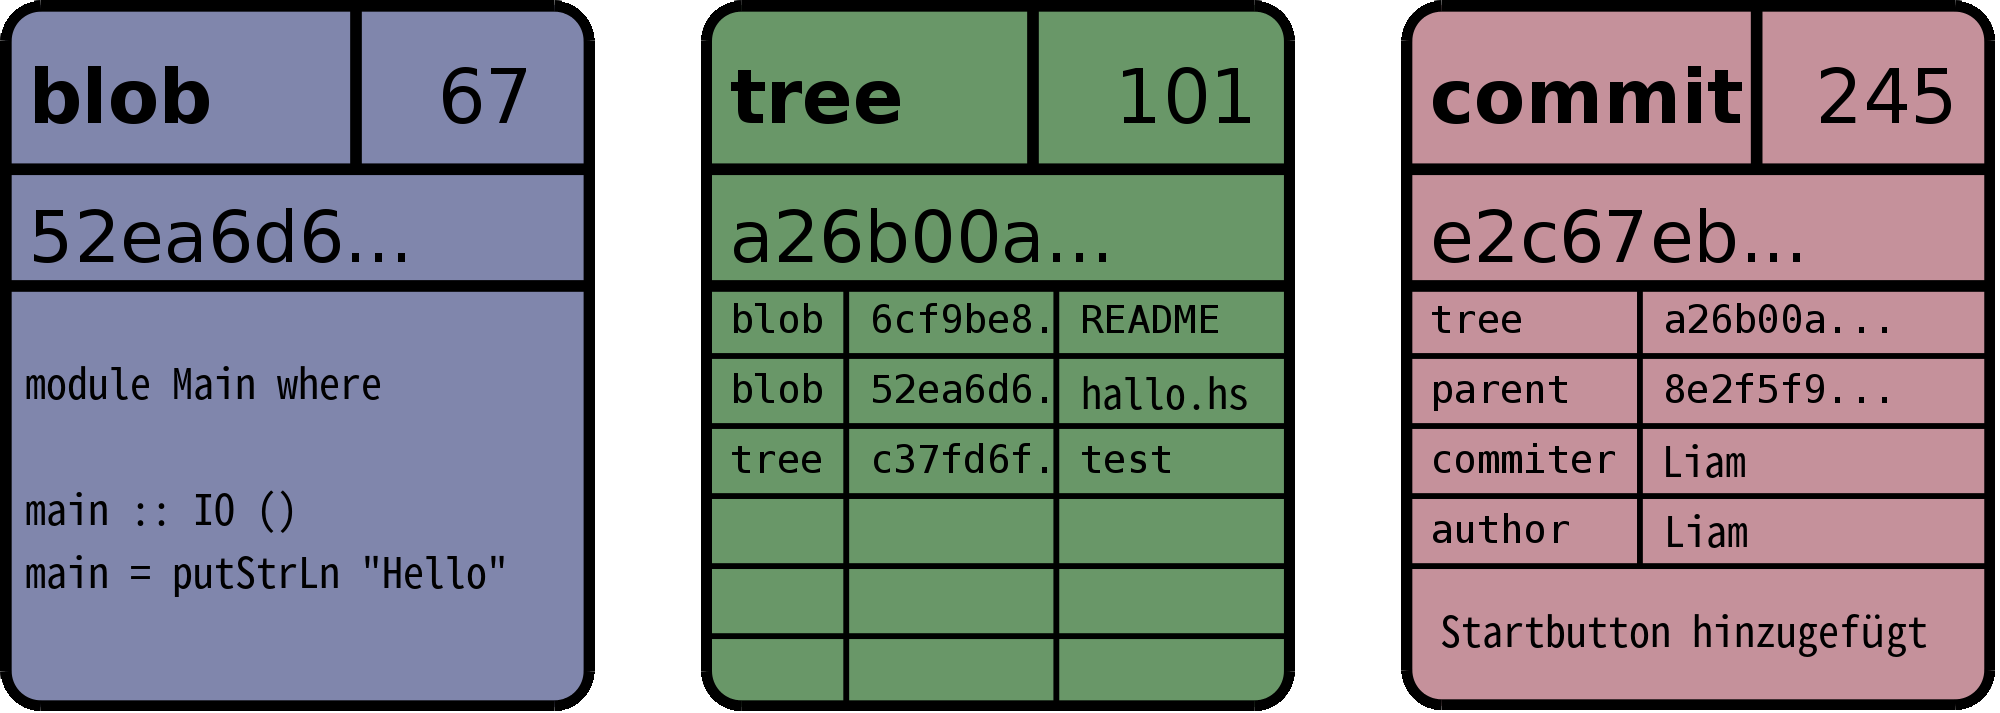 blob 67
52ea6d6...
module Main where
main :: IO ()
main = putStrLn "Hello"
tree 101
a26b00a...
blob 6cf9be8. README
blob 52ea6d6. hallo.hs
tree c37fd6f. test
commit 245
e2c67eb...
tree a26b00a...
parent 8e2f5f9...
commiter Liam
author Liam
Startbutton hinzugefügt